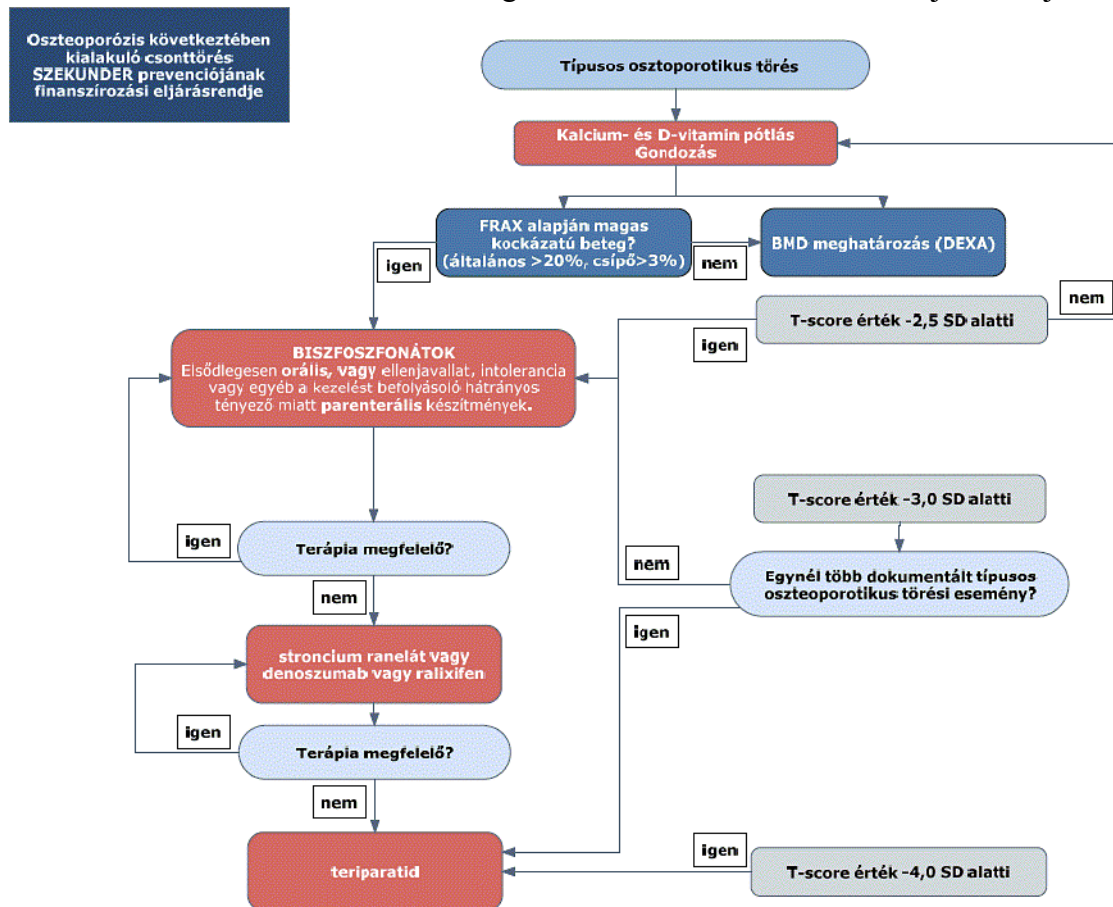 Oszteoporózis következtében
kialakuló csonttörés
SZEKUNDER prevenciójának
finanszírozási eljárásrendje
Típusos osztoporotikus törés
Kalcium- és D-vitamin pótlás
Gondozás
FRAX alapján magas
kockázatú beteg?
(általános >20%, csípő>3%)
BMD meghatározás (DEXA)
igen
nem
T-score érték -2,5 SD alatti
nem
igen
BISZFOSZFONÁTOK
Elsődlegesen orális, vagy ellenjavallat, intolerancia
vagy egyéb a kezelést befolyásoló hátrányos
tényező miatt parenterális készítmények.
T-score érték -3,0 SD alatti
igen
Terápia megfelelő?
nem
Egynél több dokumentált típusos
oszteoporotikus törési esemény?
nem
igen
stroncium ranelát vagy
denoszumab vagy ralixifen
igen
Terápia megfelelő?
nem
teriparatid
igen
T-score érték -4,0 SD alatti